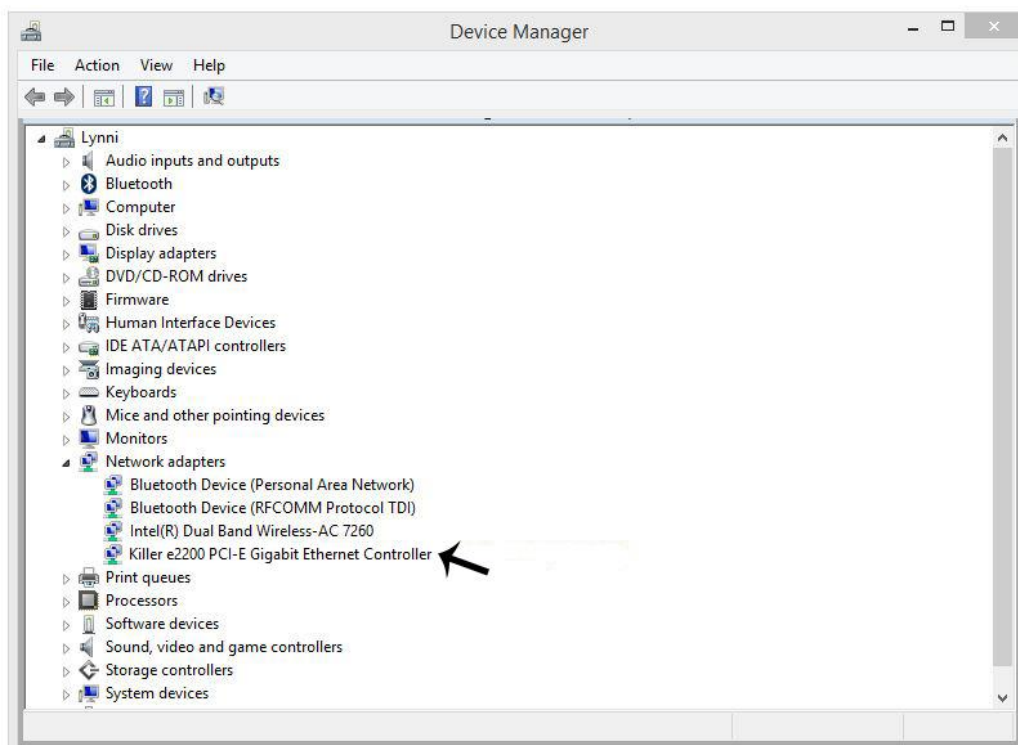 Device Manager
File Action View Help
Lynni
Audio inputs and outputs
Bluetooth
Computer
Disk drives
Display adapters
DVD/CD-ROM drives
Firmware
Human Interface Devices
IDE ATA/ATAPI controllers
Imaging devices
Keyboards
Mice and other pointing devices
Monitors
Network adapters
Bluetooth Device (Personal Area Network)
Bluetooth Device (RFCOMM Protocol TDI)
Intel(R) Dual Band Wireless-AC 7260
Killer e2200 PCI-E Gigabit Ethernet Controller
Print queues
Processors
Software devices
Sound, video and game controllers
Storage controllers
System devices